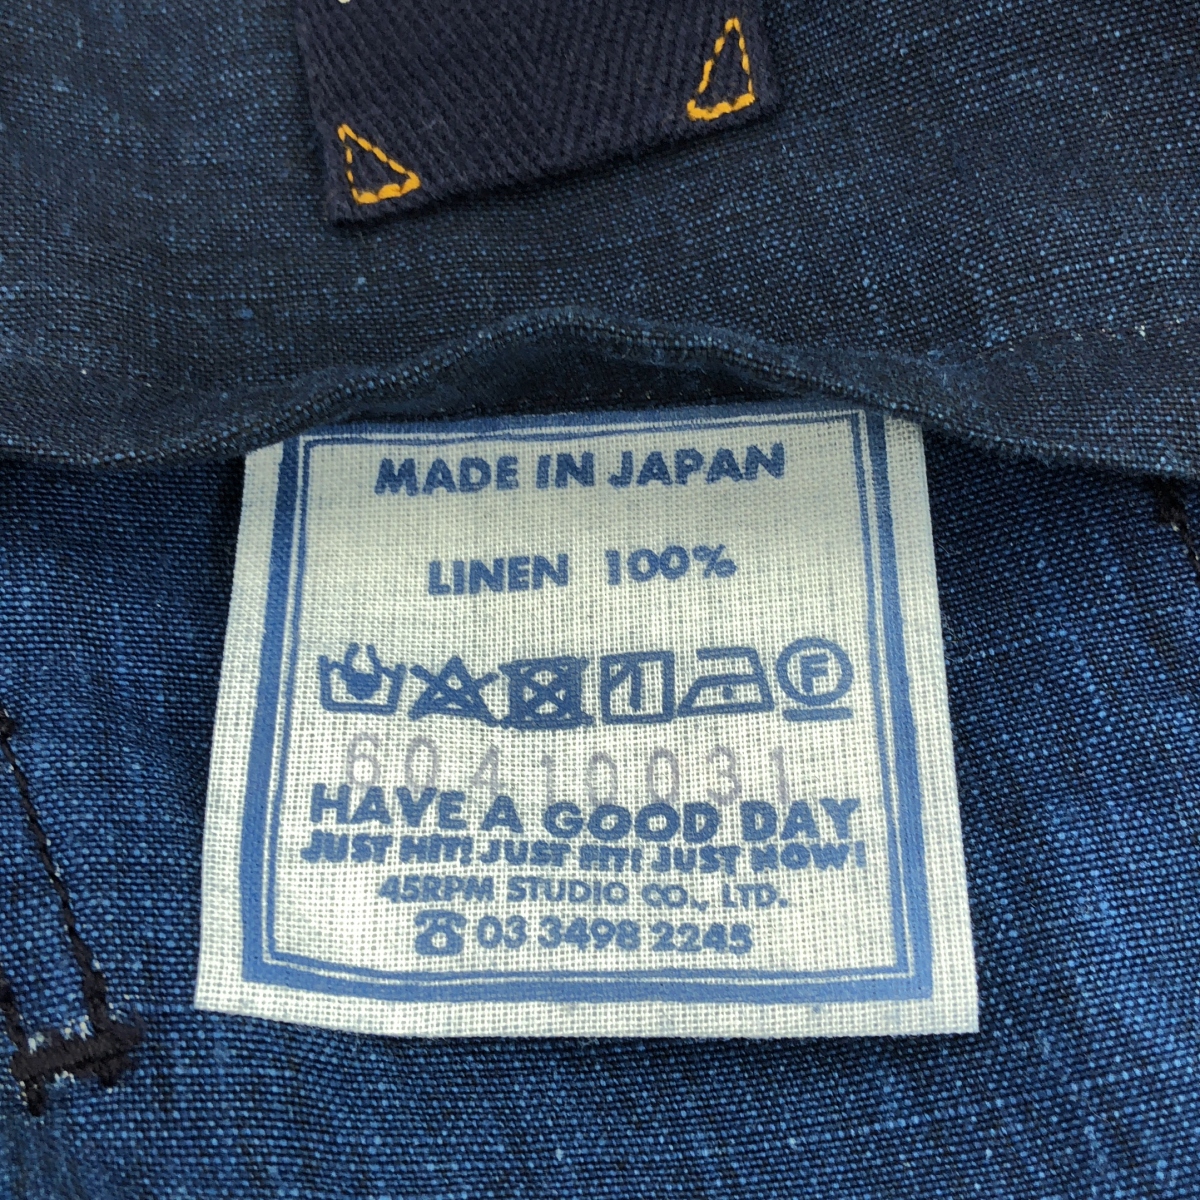 MADE IN JAPAN
LINEN 100%
F
60410031
HAVE A GOOD DAY
JUST HIT! JUST FIT! JUST NOW!
45RPM STUDIO CO., LTD.
☎ 03 3498 2245